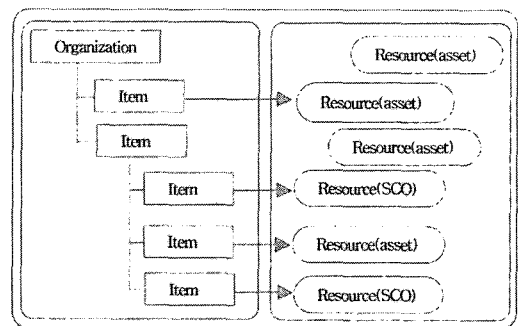 Organization
Resource(asset)
Item
Resource(asset)
Item
Resource(asset)
Item
Resource(SCO)
Item
Resource(asset)
Item
Resource(SCO)